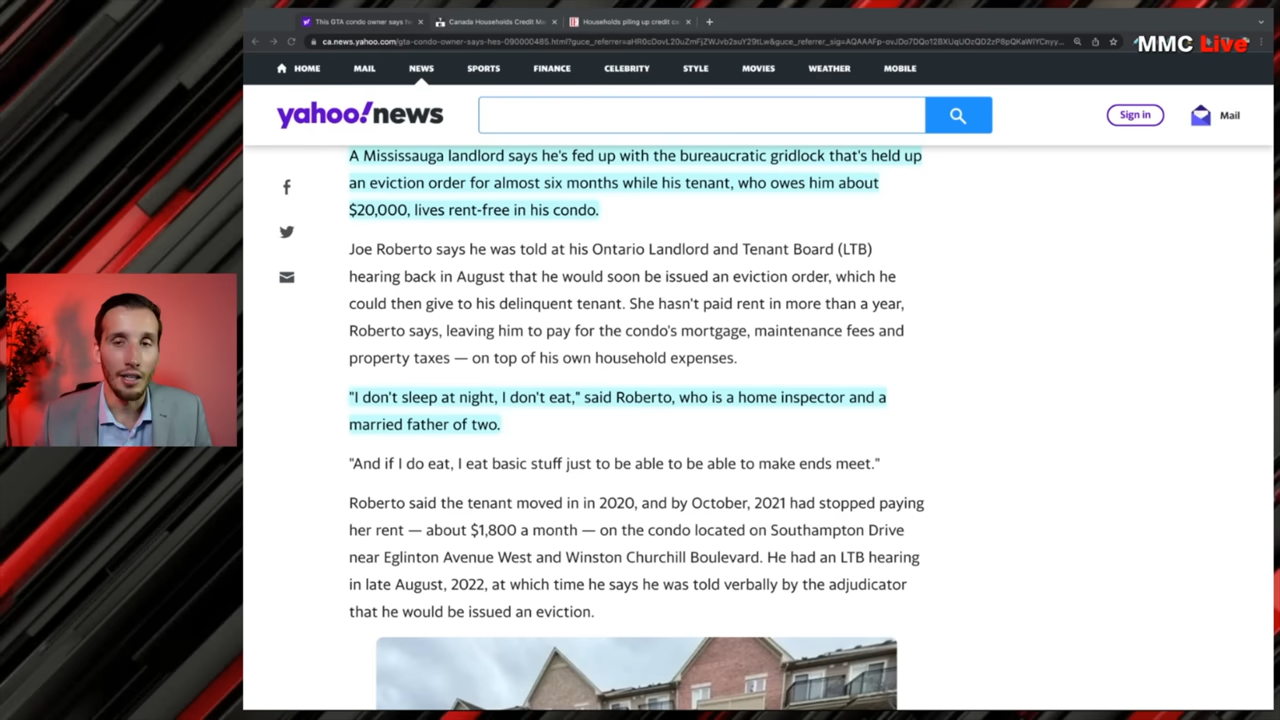 This GTA condo owner says he
Canada Households Credit Ma
Households piling up credit ca
MMC Live
HOME
MAIL
NEWS
SPORTS
FINANCE
CELEBRITY
STYLE
MOVIES
WEATHER
MOBILE
yahoo!news
Sign in
Mail
A Mississauga landlord says he's fed up with the bureaucratic gridlock that's held up
an eviction order for almost six months while his tenant, who owes him about
$20,000, lives rent-free in his condo.
Joe Roberto says he was told at his Ontario Landlord and Tenant Board (LTB)
hearing back in August that he would soon be issued an eviction order, which he
could then give to his delinquent tenant. She hasn't paid rent in more than a year,
Roberto says, leaving him to pay for the condo's mortgage, maintenance fees and
property taxes — on top of his own household expenses.
"I don't sleep at night, I don't eat," said Roberto, who is a home inspector and a
married father of two.
"And if I do eat, I eat basic stuff just to be able to be able to make ends meet."
Roberto said the tenant moved in in 2020, and by October, 2021 had stopped paying
her rent — about $1,800 a month — on the condo located on Southampton Drive
near Eglinton Avenue West and Winston Churchill Boulevard. He had an LTB hearing
in late August, 2022, at which time he says he was told verbally by the adjudicator
that he would be issued an eviction.